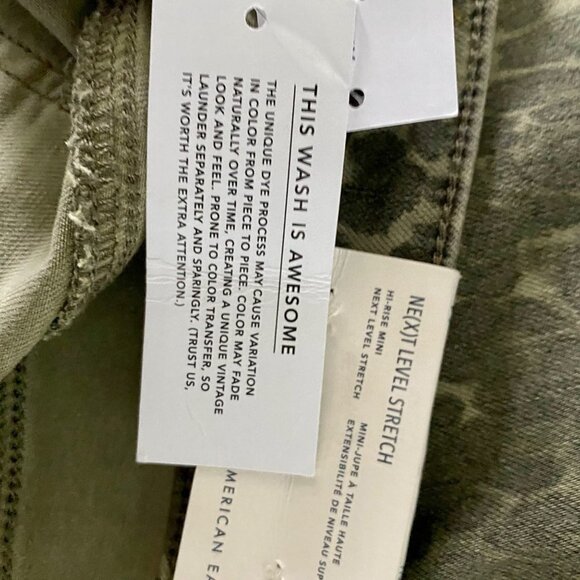 THIS WASH IS AWESOME
THE UNIQUE DYE PROCESS MAY CAUSE VARIATION
IN COLOR FROM PIECE TO PIECE. COLOR MAY FADE
NATURALLY OVER TIME, CREATING A UNIQUE VINTAGE
LOOK AND FEEL. PRONE TO COLOR TRANSFER, SO
LAUNDER SEPARATELY AND SPARINGLY. (TRUST US,
IT'S WORTH THE EXTRA ATTENTION.)
NE(X)T LEVEL STRETCH
HI-RISE MINI
NEXT LEVEL STRETCH
MINI-JUPE À TAILLE HAUTE
EXTENSIBILITÉ DE NIVEAU SUP
MERICAN EA